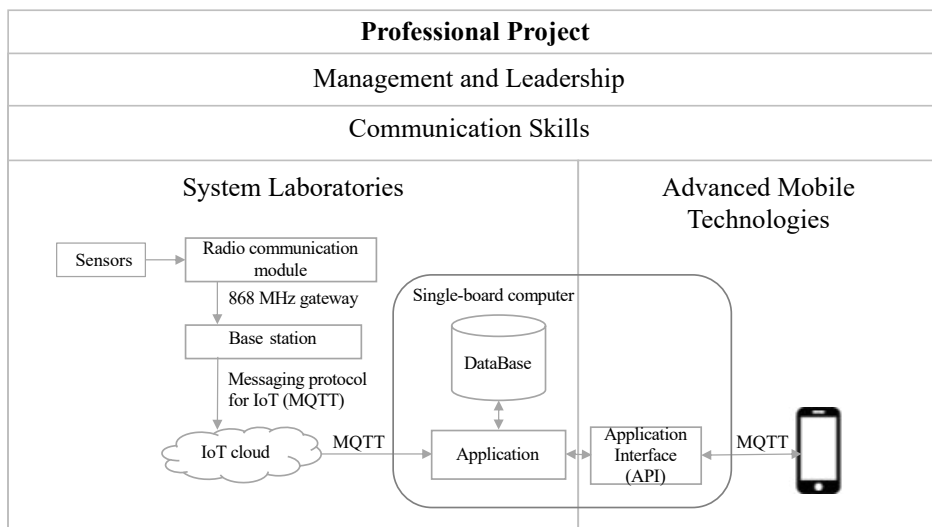 Professional Project
Management and Leadership
Communication Skills
System Laboratories
Advanced Mobile
Technologies
Sensors
Radio communication
module
868 MHz gateway
Base station
Messaging protocol
for IoT (MQTT)
IoT cloud
MQTT
Single-board computer
DataBase
Application
Application
Interface
(API)
MQTT